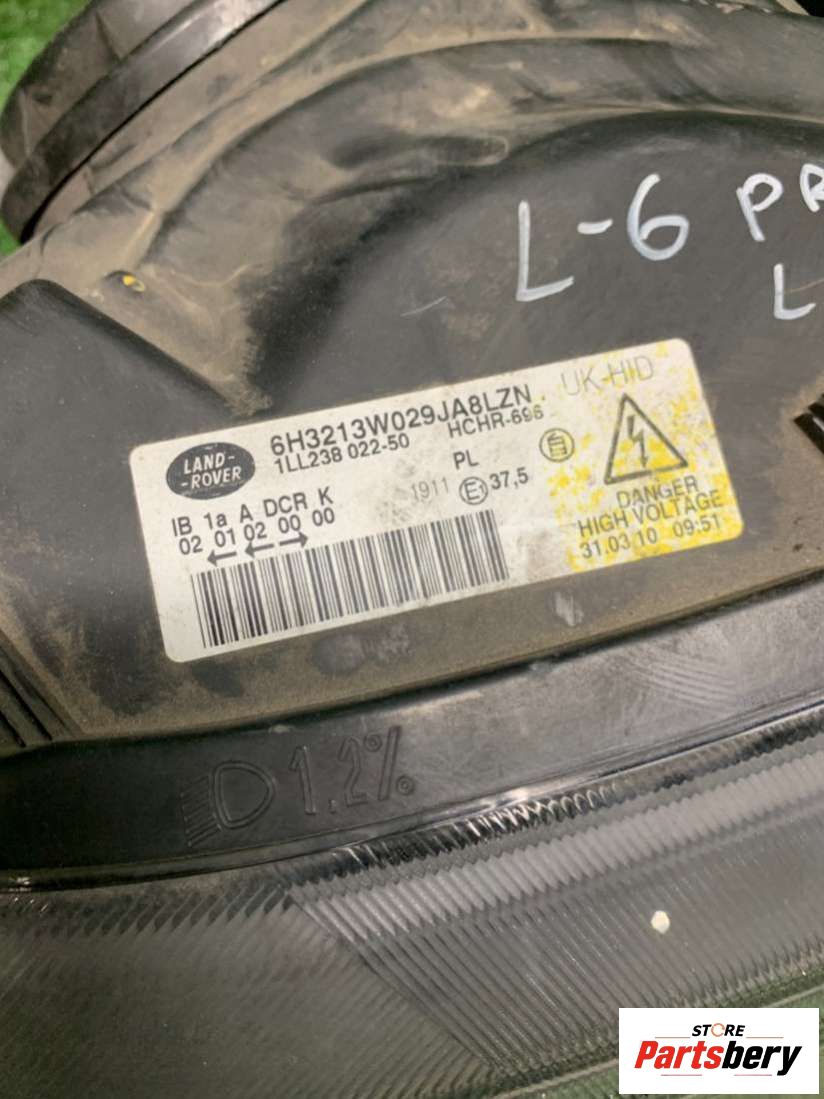 L-6 PR
L
LAND-
-ROVER
6H3213W029JA8LZN
1LL238 022-50 HCHR-696
UK-HID
PL
IB 1a A DCR K
02 01 02 00 00
1911 E1 37,5
DANGER
HIGH VOLTAGE
31.03.10 09:51
1.2%
STORE
Partsbery